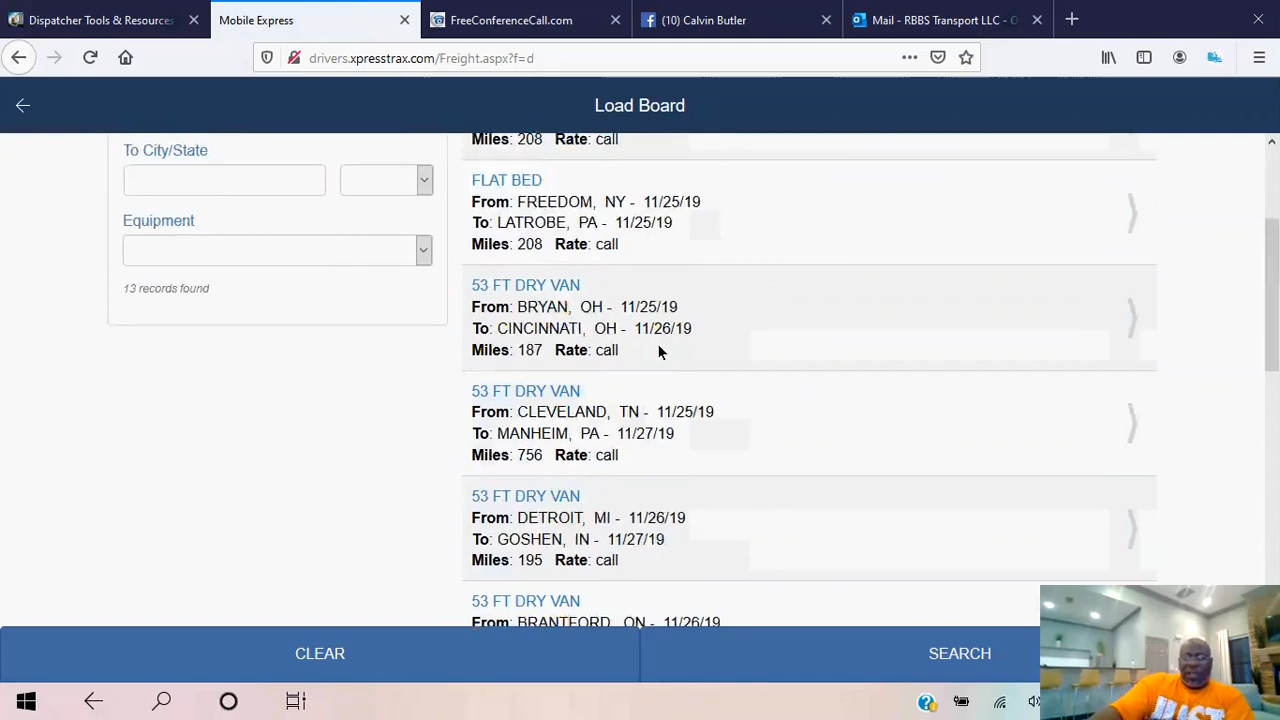 Dispatcher Tools & Resources
Mobile Express
FreeConferenceCall.com
(10) Calvin Butler
Mail - RBBS Transport LLC - O
drivers.xpresstrax.com/Freight.aspx?f=d
Load Board
To City/State
Equipment
13 records found
Miles: 208 Rate: call
FLAT BED
From: FREEDOM, NY - 11/25/19
To: LATROBE, PA - 11/25/19
Miles: 208 Rate: call
53 FT DRY VAN
From: BRYAN, OH - 11/25/19
To: CINCINNATI, OH - 11/26/19
Miles: 187 Rate: call
53 FT DRY VAN
From: CLEVELAND, TN - 11/25/19
To: MANHEIM, PA - 11/27/19
Miles: 756 Rate: call
53 FT DRY VAN
From: DETROIT, MI - 11/26/19
To: GOSHEN, IN - 11/27/19
Miles: 195 Rate: call
53 FT DRY VAN
From: BRANTFORD, ON - 11/26/19
CLEAR
SEARCH